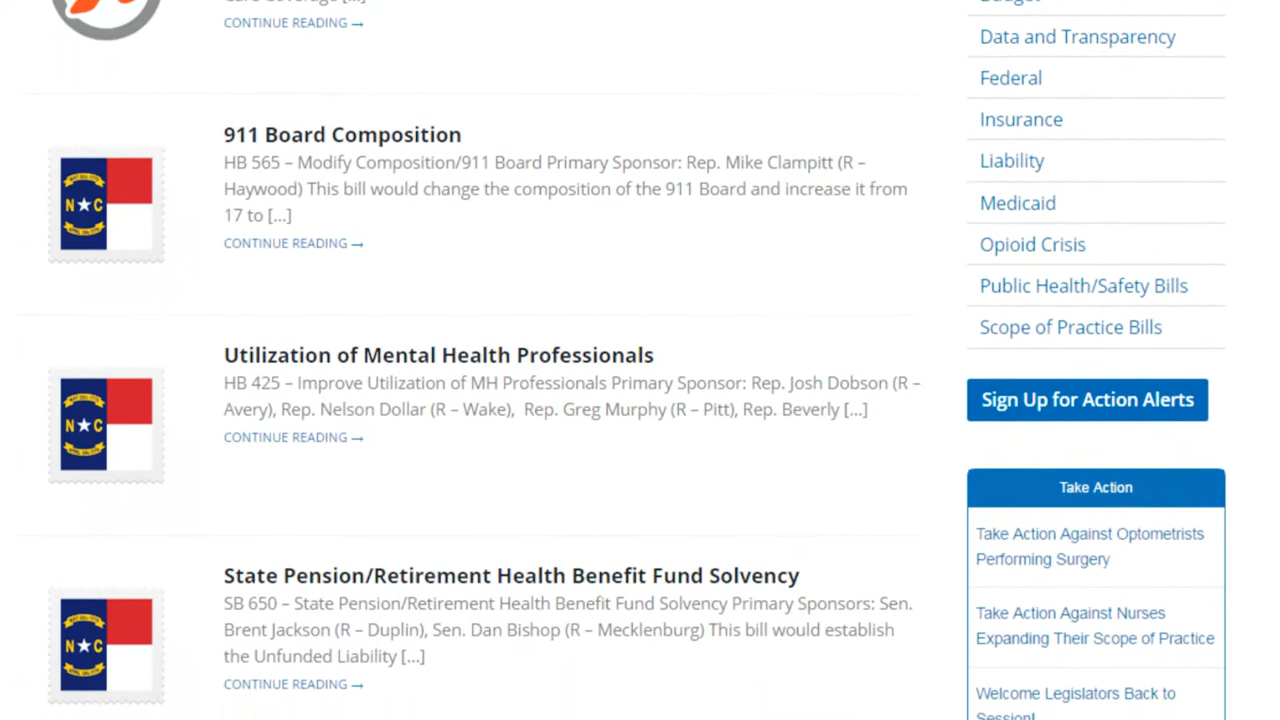 CONTINUE READING →
911 Board Composition
HB 565 – Modify Composition/911 Board Primary Sponsor: Rep. Mike Clampitt (R –
Haywood) This bill would change the composition of the 911 Board and increase it from
17 to [...]
CONTINUE READING →
N★C
Utilization of Mental Health Professionals
HB 425 – Improve Utilization of MH Professionals Primary Sponsor: Rep. Josh Dobson (R –
Avery), Rep. Nelson Dollar (R – Wake),  Rep. Greg Murphy (R – Pitt), Rep. Beverly [...]
CONTINUE READING →
N★C
State Pension/Retirement Health Benefit Fund Solvency
SB 650 – State Pension/Retirement Health Benefit Fund Solvency Primary Sponsors: Sen.
Brent Jackson (R – Duplin), Sen. Dan Bishop (R – Mecklenburg) This bill would establish
the Unfunded Liability [...]
CONTINUE READING →
N★C
Budget
Data and Transparency
Federal
Insurance
Liability
Medicaid
Opioid Crisis
Public Health/Safety Bills
Scope of Practice Bills
Sign Up for Action Alerts
Take Action
Take Action Against Optometrists
Performing Surgery
Take Action Against Nurses
Expanding Their Scope of Practice
Welcome Legislators Back to
Session!